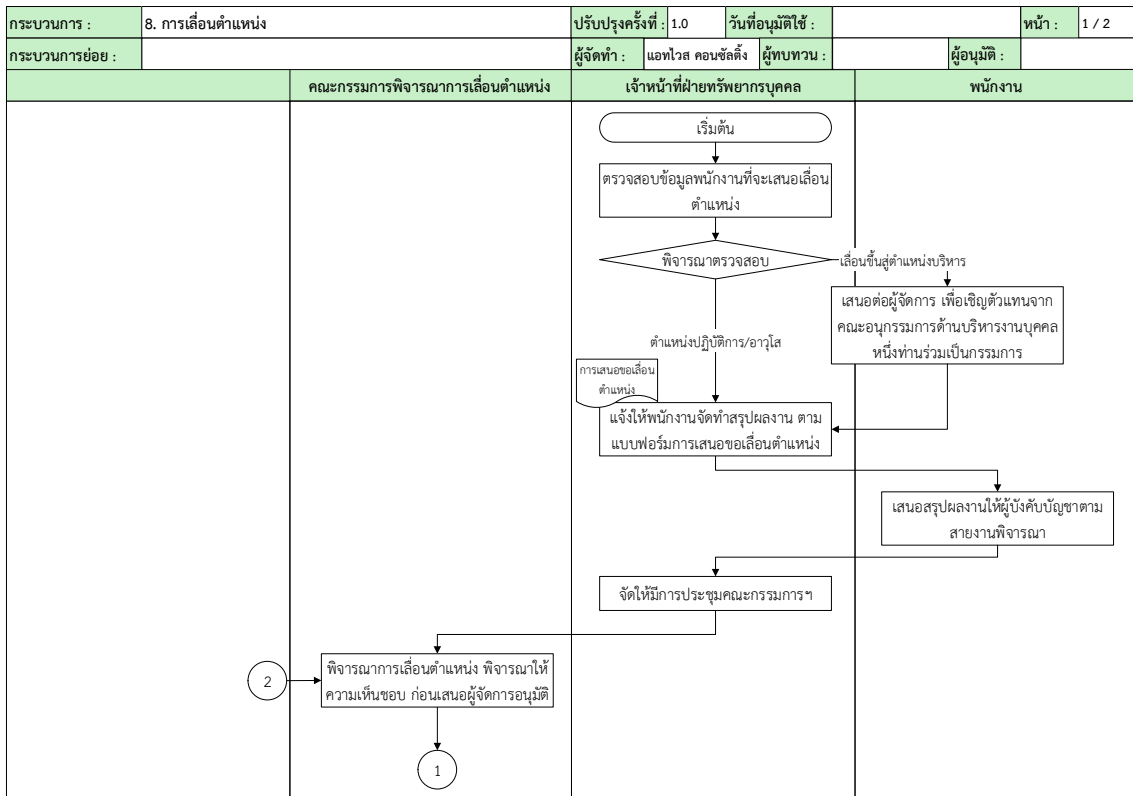 กระบวนการ : 8. การเลื่อนตำแหน่ง ปรับปรุงครั้งที่ : 1.0 วันที่อนุมัติใช้ : หน้า : 1 / 2
กระบวนการย่อย : ผู้จัดทำ : แอทไวส คอนซัลติ้ง ผู้ทบทวน : ผู้อนุมัติ :
คณะกรรมการพิจารณาการเลื่อนตำแหน่ง เจ้าหน้าที่ฝ่ายทรัพยากรบุคคล พนักงาน
เริ่มต้น
ตรวจสอบข้อมูลพนักงานที่จะเสนอเลื่อน
ตำแหน่ง
พิจารณาตรวจสอบ
เลื่อนขึ้นสู่ตำแหน่งบริหาร
เสนอต่อผู้จัดการ เพื่อเชิญตัวแทนจาก
คณะอนุกรรมการด้านบริหารงานบุคคล
หนึ่งท่านร่วมเป็นกรรมการ
ตำแหน่งปฏิบัติการ/อาวุโส
การเสนอขอเลื่อน
ตำแหน่ง
แจ้งให้พนักงานจัดทำสรุปผลงาน ตาม
แบบฟอร์มการเสนอขอเลื่อนตำแหน่ง
เสนอสรุปผลงานให้ผู้บังคับบัญชาตาม
สายงานพิจารณา
จัดให้มีการประชุมคณะกรรมการฯ
พิจารณาการเลื่อนตำแหน่ง พิจารณาให้
ความเห็นชอบ ก่อนเสนอผู้จัดการอนุมัติ
2
1